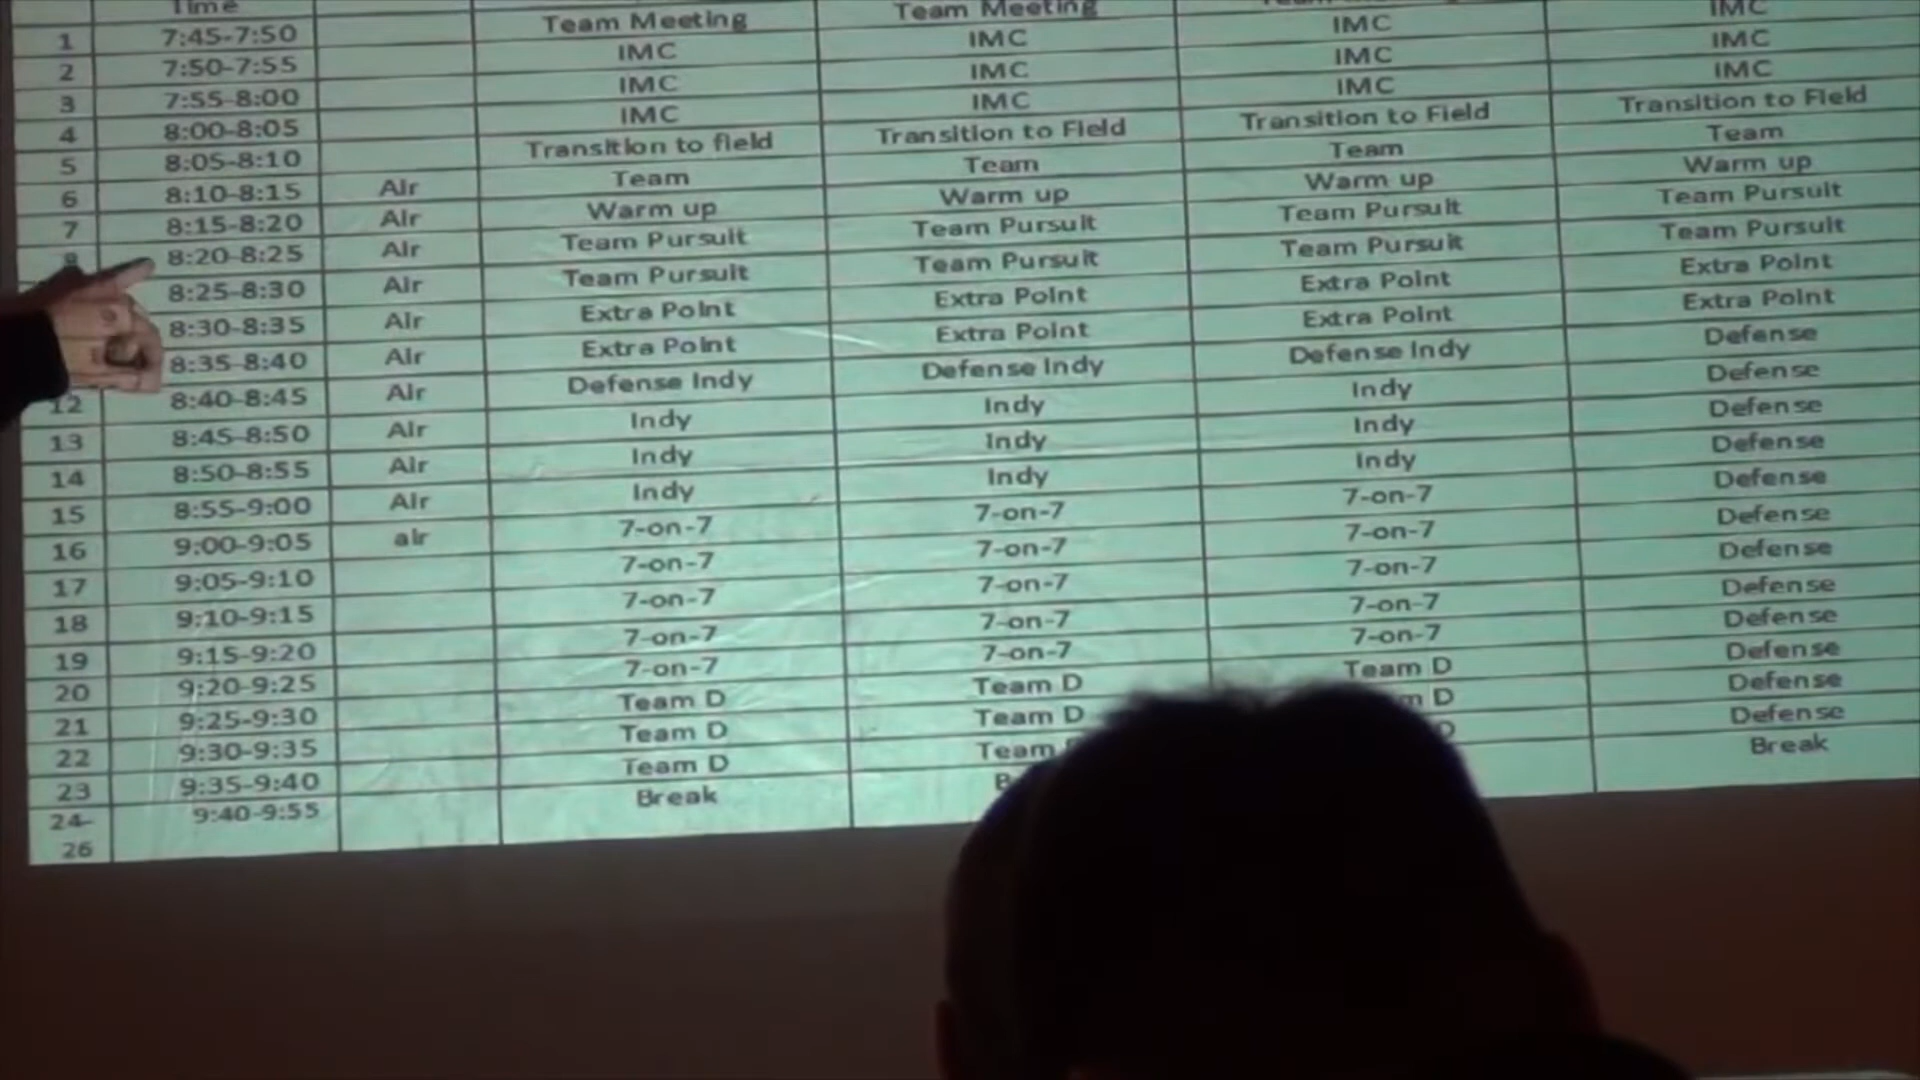 Time
1 7:45-7:50 Team Meeting Team Meeting
2 7:50-7:55 IMC IMC IMC IMC
3 7:55-8:00 IMC IMC IMC IMC
4 8:00-8:05 IMC IMC IMC IMC
5 8:05-8:10 Transition to field Transition to Field Transition to Field Transition to Field
6 8:10-8:15 Air Team Team Team Team
7 8:15-8:20 Air Warm up Warm up Warm up Warm up
8 8:20-8:25 Air Team Pursuit Team Pursuit Team Pursuit Team Pursuit
8:25-8:30 Air Team Pursuit Team Pursuit Team Pursuit Team Pursuit
8:30-8:35 Air Extra Point Extra Point Extra Point Extra Point
8:35-8:40 Air Extra Point Extra Point Extra Point Extra Point
12 8:40-8:45 Air Defense Indy Defense Indy Defense Indy Defense
13 8:45-8:50 Air Indy Indy Indy Defense
14 8:50-8:55 Air Indy Indy Indy Defense
15 8:55-9:00 Air Indy Indy Indy Defense
16 9:00-9:05 air 7-on-7 7-on-7 7-on-7 Defense
17 9:05-9:10 7-on-7 7-on-7 7-on-7 Defense
18 9:10-9:15 7-on-7 7-on-7 7-on-7 Defense
19 9:15-9:20 7-on-7 7-on-7 7-on-7 Defense
20 9:20-9:25 7-on-7 7-on-7 7-on-7 Defense
21 9:25-9:30 Team D Team D Team D Defense
22 9:30-9:35 Team D Team D D Defense
23 9:35-9:40 Team D Team D Defense
24-26 9:40-9:55 Break Break